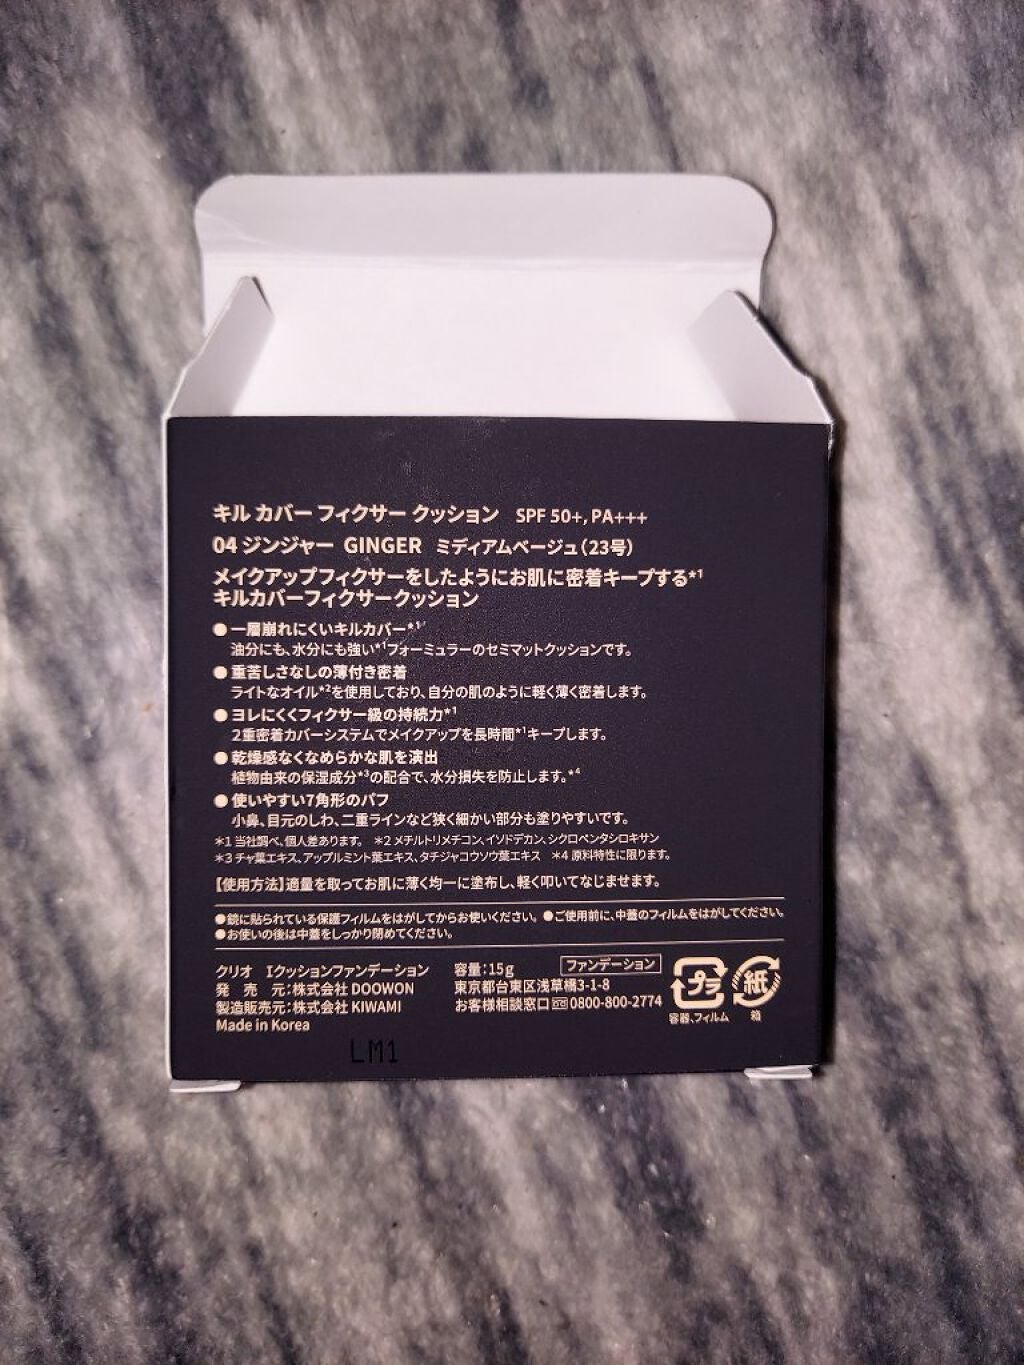 キル カバー フィクサー クッション SPF 50+, PA+++
04 ジンジャー GINGER ミディアムベージュ(23号)
メイクアップフィクサーをしたようにお肌に密着キープする*1
キルカバーフィクサークッション
●一層崩れにくいキルカバー*1
油分にも、水分にも強い*1フォーミュラーのセミマットクッションです。
●重苦しさなしの薄付き密着
ライトなオイル*2を使用しており、自分の肌のように軽く薄く密着します。
●ヨレにくくフィクサー級の持続力*1
2重密着カバーシステムでメイクアップを長時間*1キープします。
●乾燥感なくなめらかな肌を演出
植物由来の保湿成分*3の配合で、水分損失を防止します。*4
●使いやすい7角形のパフ
小鼻、目元のしわ、二重ラインなど狭く細かい部分も塗りやすいです。
*1 当社調べ、個人差あります。 *2 メチルトリメチコン、イソドデカン、シクロペンタシロキサン
*3 チャ葉エキス、アップルミント葉エキス、タチジャコウソウ葉エキス *4 原料特性に限ります。
【使用方法】適量を取ってお肌に薄く均一に塗布し、軽く叩いてなじませます。
●鏡に貼られている保護フィルムをはがしてからお使いください。 ●ご使用前に、中蓋のフィルムをはがしてください。
●お使いの後は中蓋をしっかり閉めてください。
クリオ Iクッションファンデーション
発 売 元:株式会社 DOOWON
製造販売元:株式会社 KIWAMI
Made in Korea
容量:15g ファンデーション
東京都台東区浅草橋3-1-8
お客様相談窓口 0800-800-2774
プラ
容器、フィルム
紙
箱
LM1